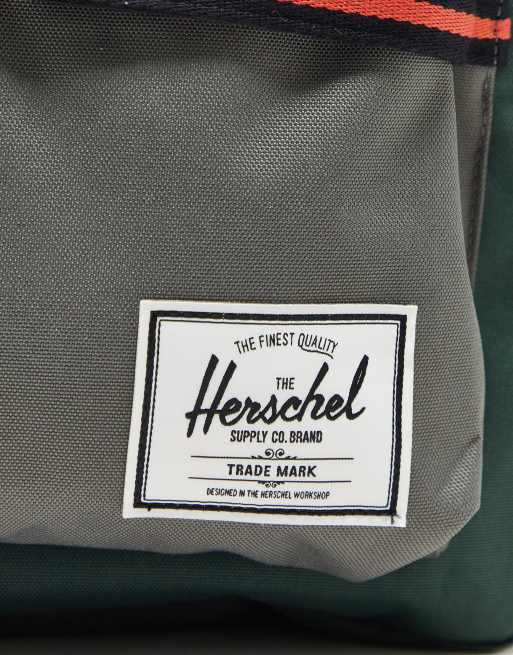 THE FINEST QUALITY
THE
Herschel
SUPPLY CO. BRAND
TRADE MARK
DESIGNED IN THE HERSCHEL WORKSHOP